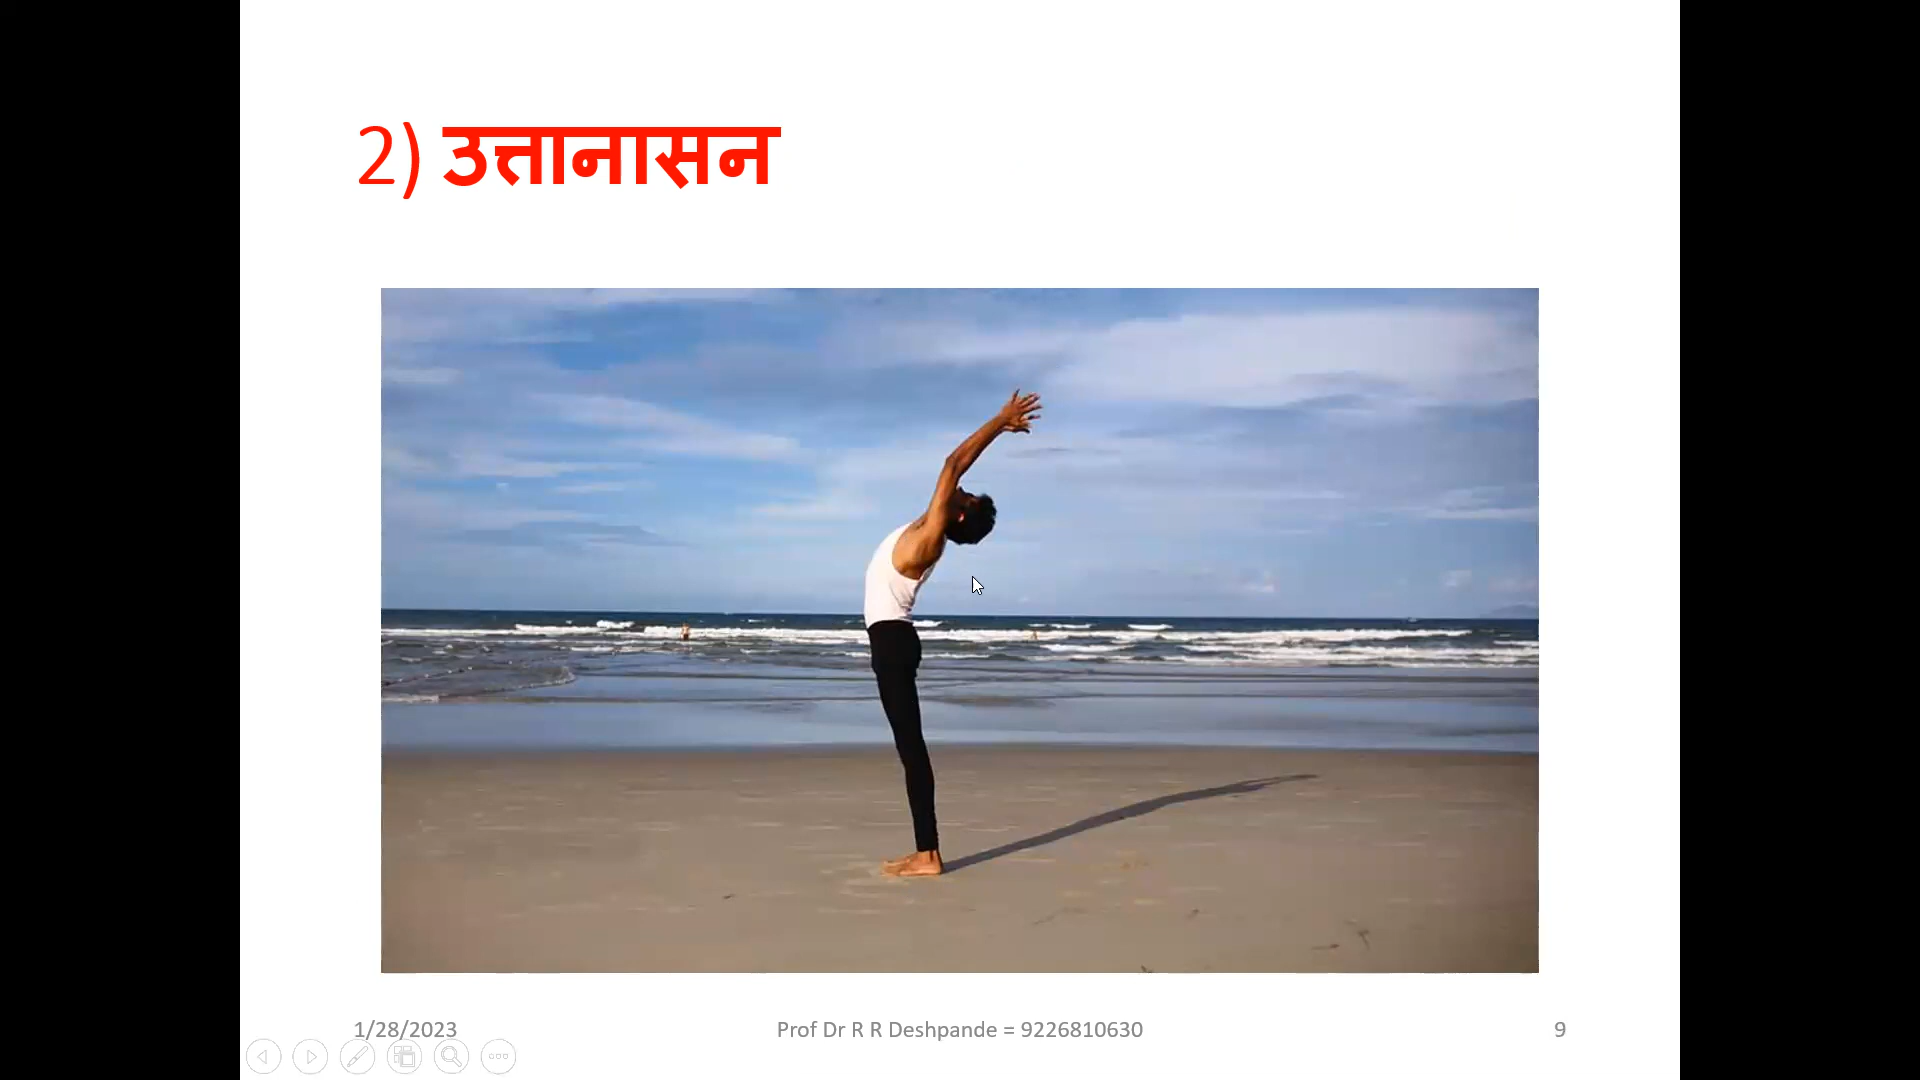 2) उत्तानासन
1/28/2023
Prof Dr R R Deshpande = 9226810630
9